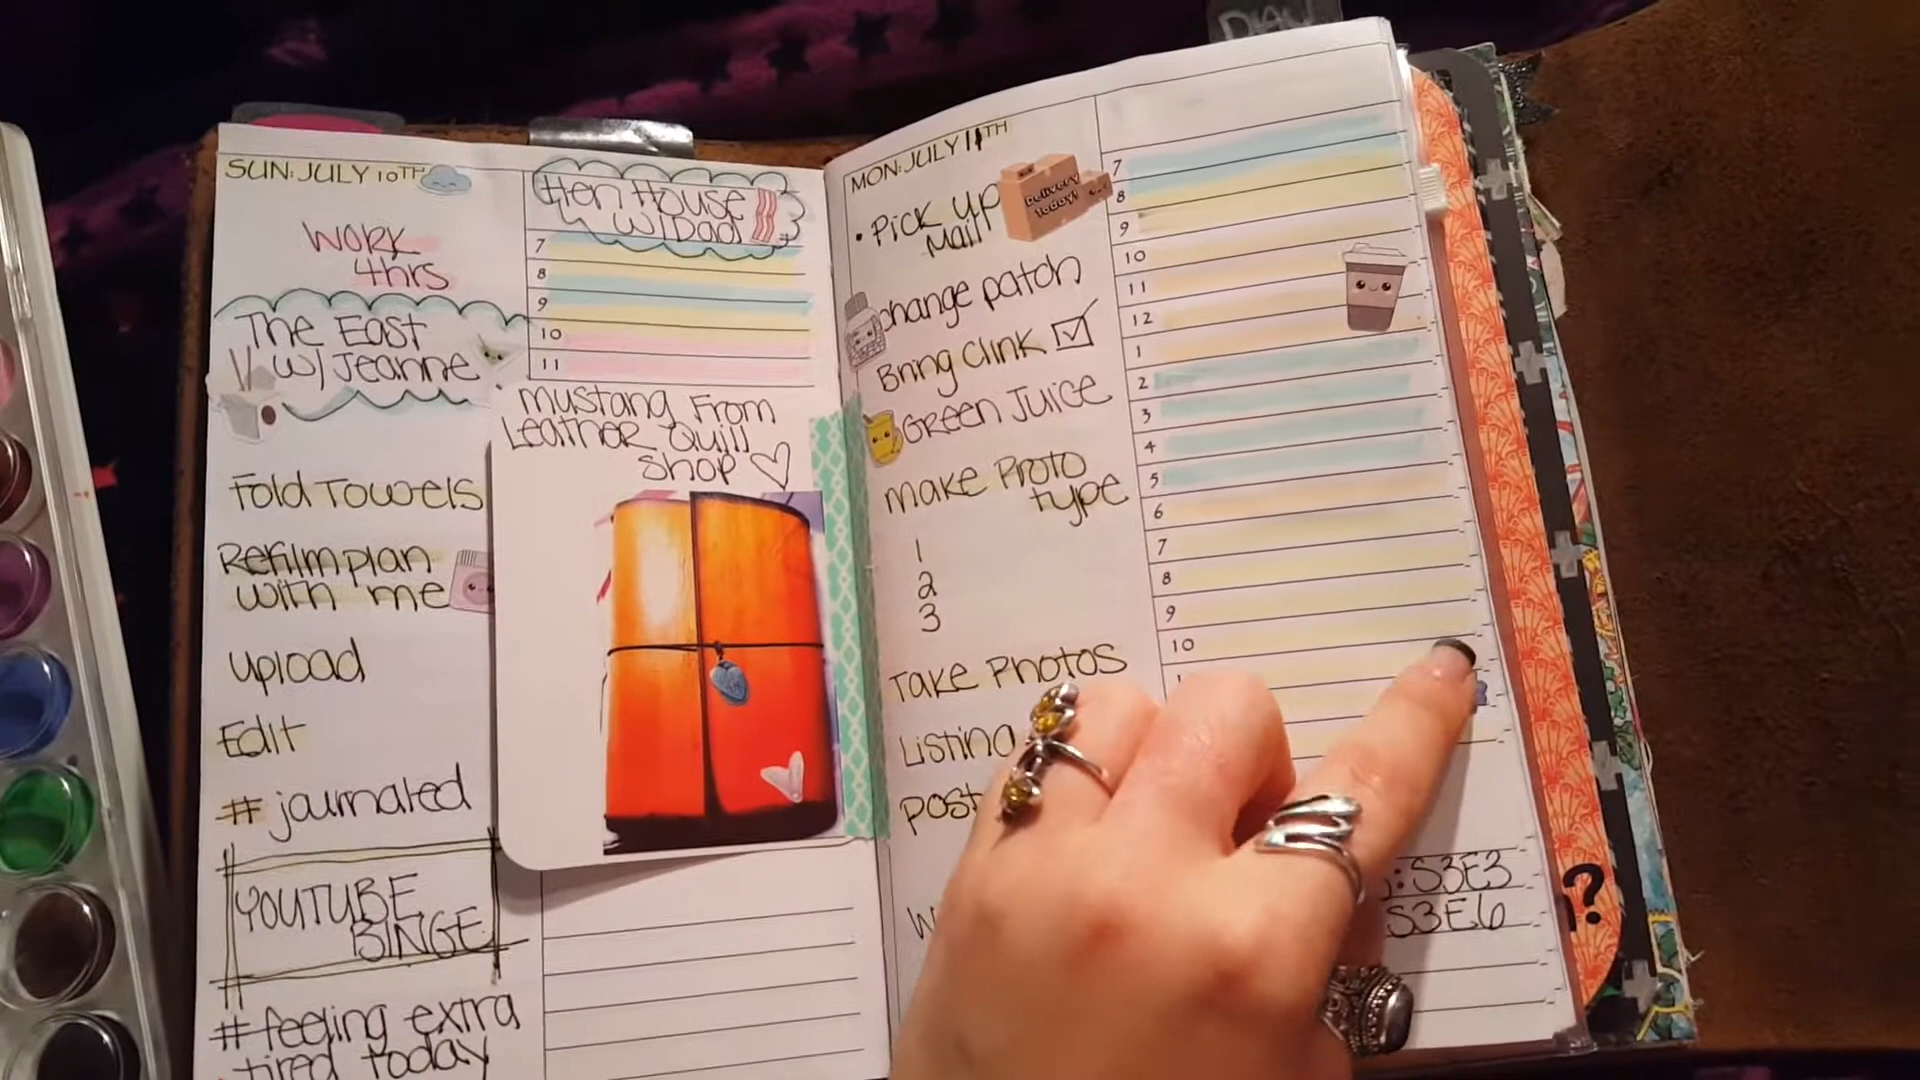 DIAN
SUN: JULY 10TH
WORK
4hrs
The East
w/ Jeanne
Fold Towels
Refilm plan
with me
upload
Edit
# journaled
YOUTUBE
BINGE
# feeling extra
tired today
Hen House
w/ Dad
7
8
9
10
11
Mustang From
Leather Quill
Shop
MON: JULY 11TH
• Pick up
Mail
Delivery
Today!
change patch
Bring Clink
Green Juice
make Proto
type
1
2
3
Take Photos
Listing
post
7
8
9
10
11
12
1
2
3
4
5
6
7
8
9
10
: S3E3
S3E6
?